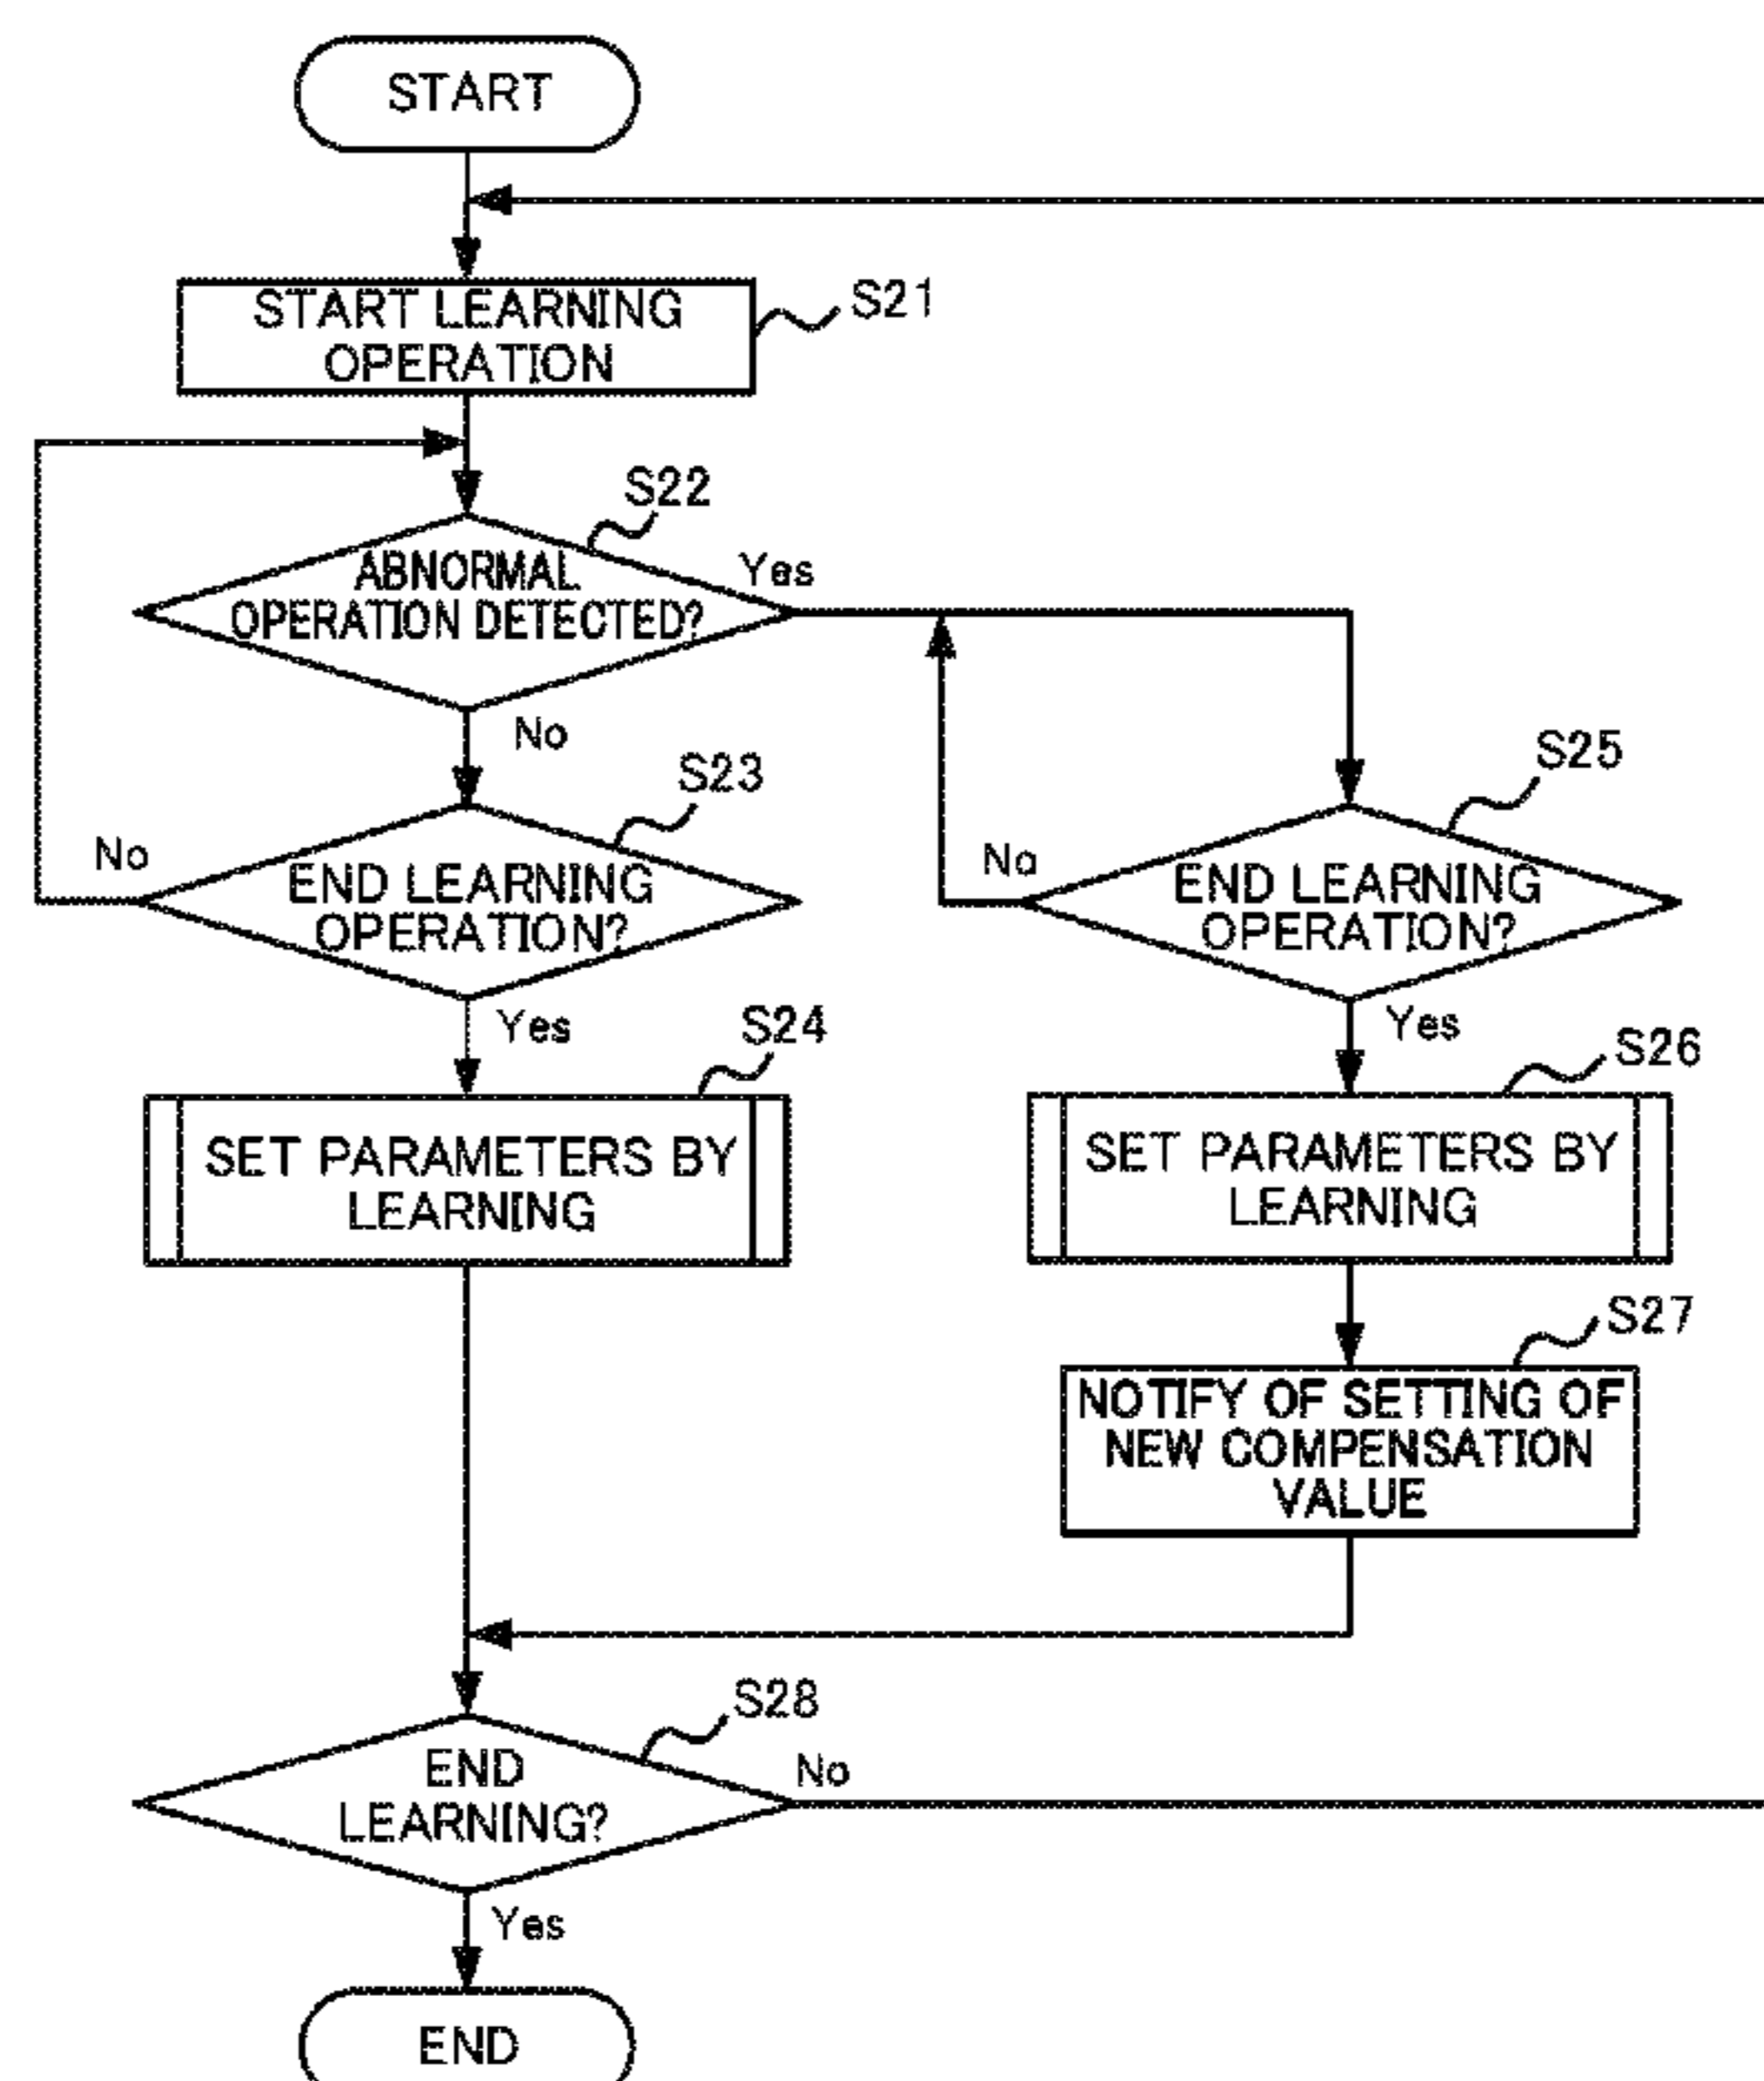 START
START LEARNING
OPERATION
S21
S22
ABNORMAL
OPERATION DETECTED?
Yes
No
S23
END LEARNING
OPERATION?
No
Yes
S24
SET PARAMETERS BY
LEARNING
S25
END LEARNING
OPERATION?
No
Yes
S26
SET PARAMETERS BY
LEARNING
S27
NOTIFY OF SETTING OF
NEW COMPENSATION
VALUE
S28
END
LEARNING?
No
Yes
END